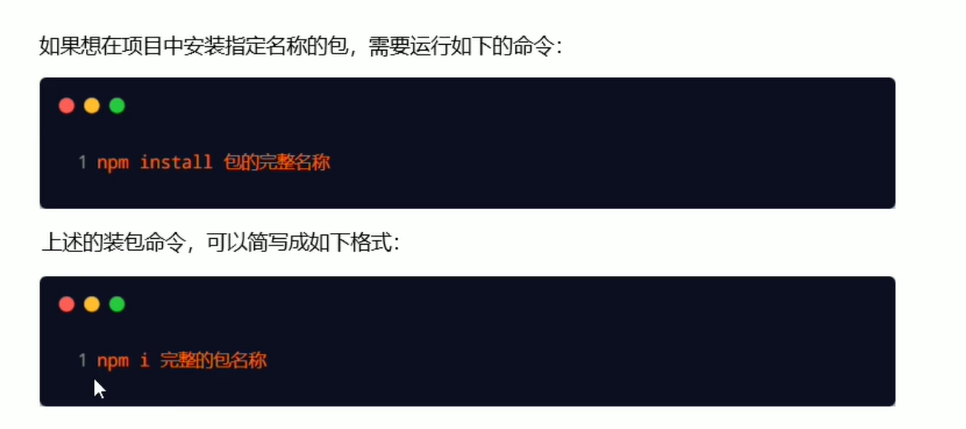 如果想在项目中安装指定名称的包，需要运行如下的命令：
1 npm install 包的完整名称
上述的装包命令，可以简写成如下格式：
1 npm i 完整的包名称